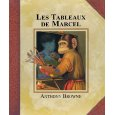 LES TABLEAUX
DE MARCEL
ANTHONY BROWNE